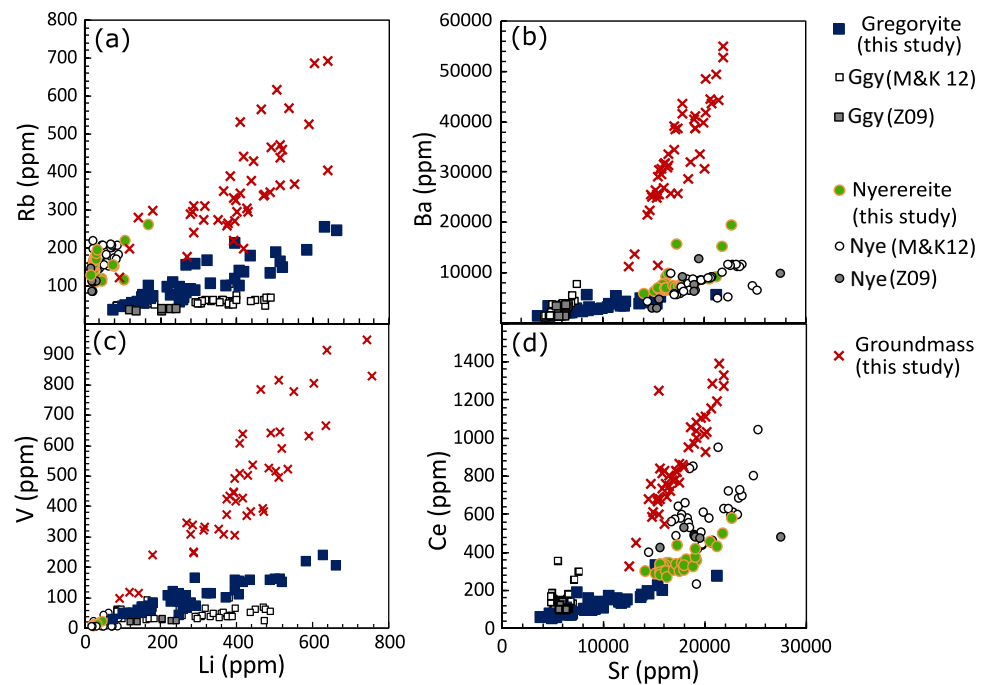 (a)
800
700
600
500
400
300
200
100
Rb (ppm)
(b)
60000
50000
40000
30000
20000
10000
Ba (ppm)
(c)
900
800
700
600
500
400
300
200
100
0
V (ppm)
0
200
400
600
800
Li (ppm)
(d)
1400
1200
1000
800
600
400
200
0
Ce (ppm)
0
10000
20000
30000
Sr (ppm)
Gregoryite
(this study)
Ggy (M&K 12)
Ggy (Z09)
Nyerereite
(this study)
Nye (M&K12)
Nye (Z09)
Groundmass
(this study)